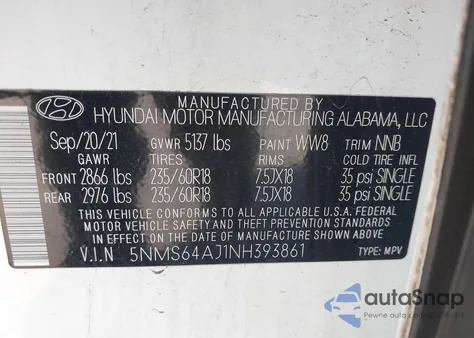 MANUFACTURED BY
HYUNDAI MOTOR MANUFACTURING ALABAMA, LLC
Sep/20/21 GVWR 5137 lbs PAINT WW8 TRIM NNB
GAWR TIRES RIMS COLD TIRE INFL
FRONT 2866 lbs 235/60R18 7.5JX18 35 psi SINGLE
REAR 2976 lbs 235/60R18 7.5JX18 35 psi SINGLE
THIS VEHICLE CONFORMS TO ALL APPLICABLE U.S.A. FEDERAL
MOTOR VEHICLE SAFETY AND THEFT PREVENTION STANDARDS
IN EFFECT ON THE DATE OF MANUFACTURE SHOWN ABOVE.
V.I.N 5NMS64AJ1NH393861 TYPE: MPV
autoSnap
Pewne auta z